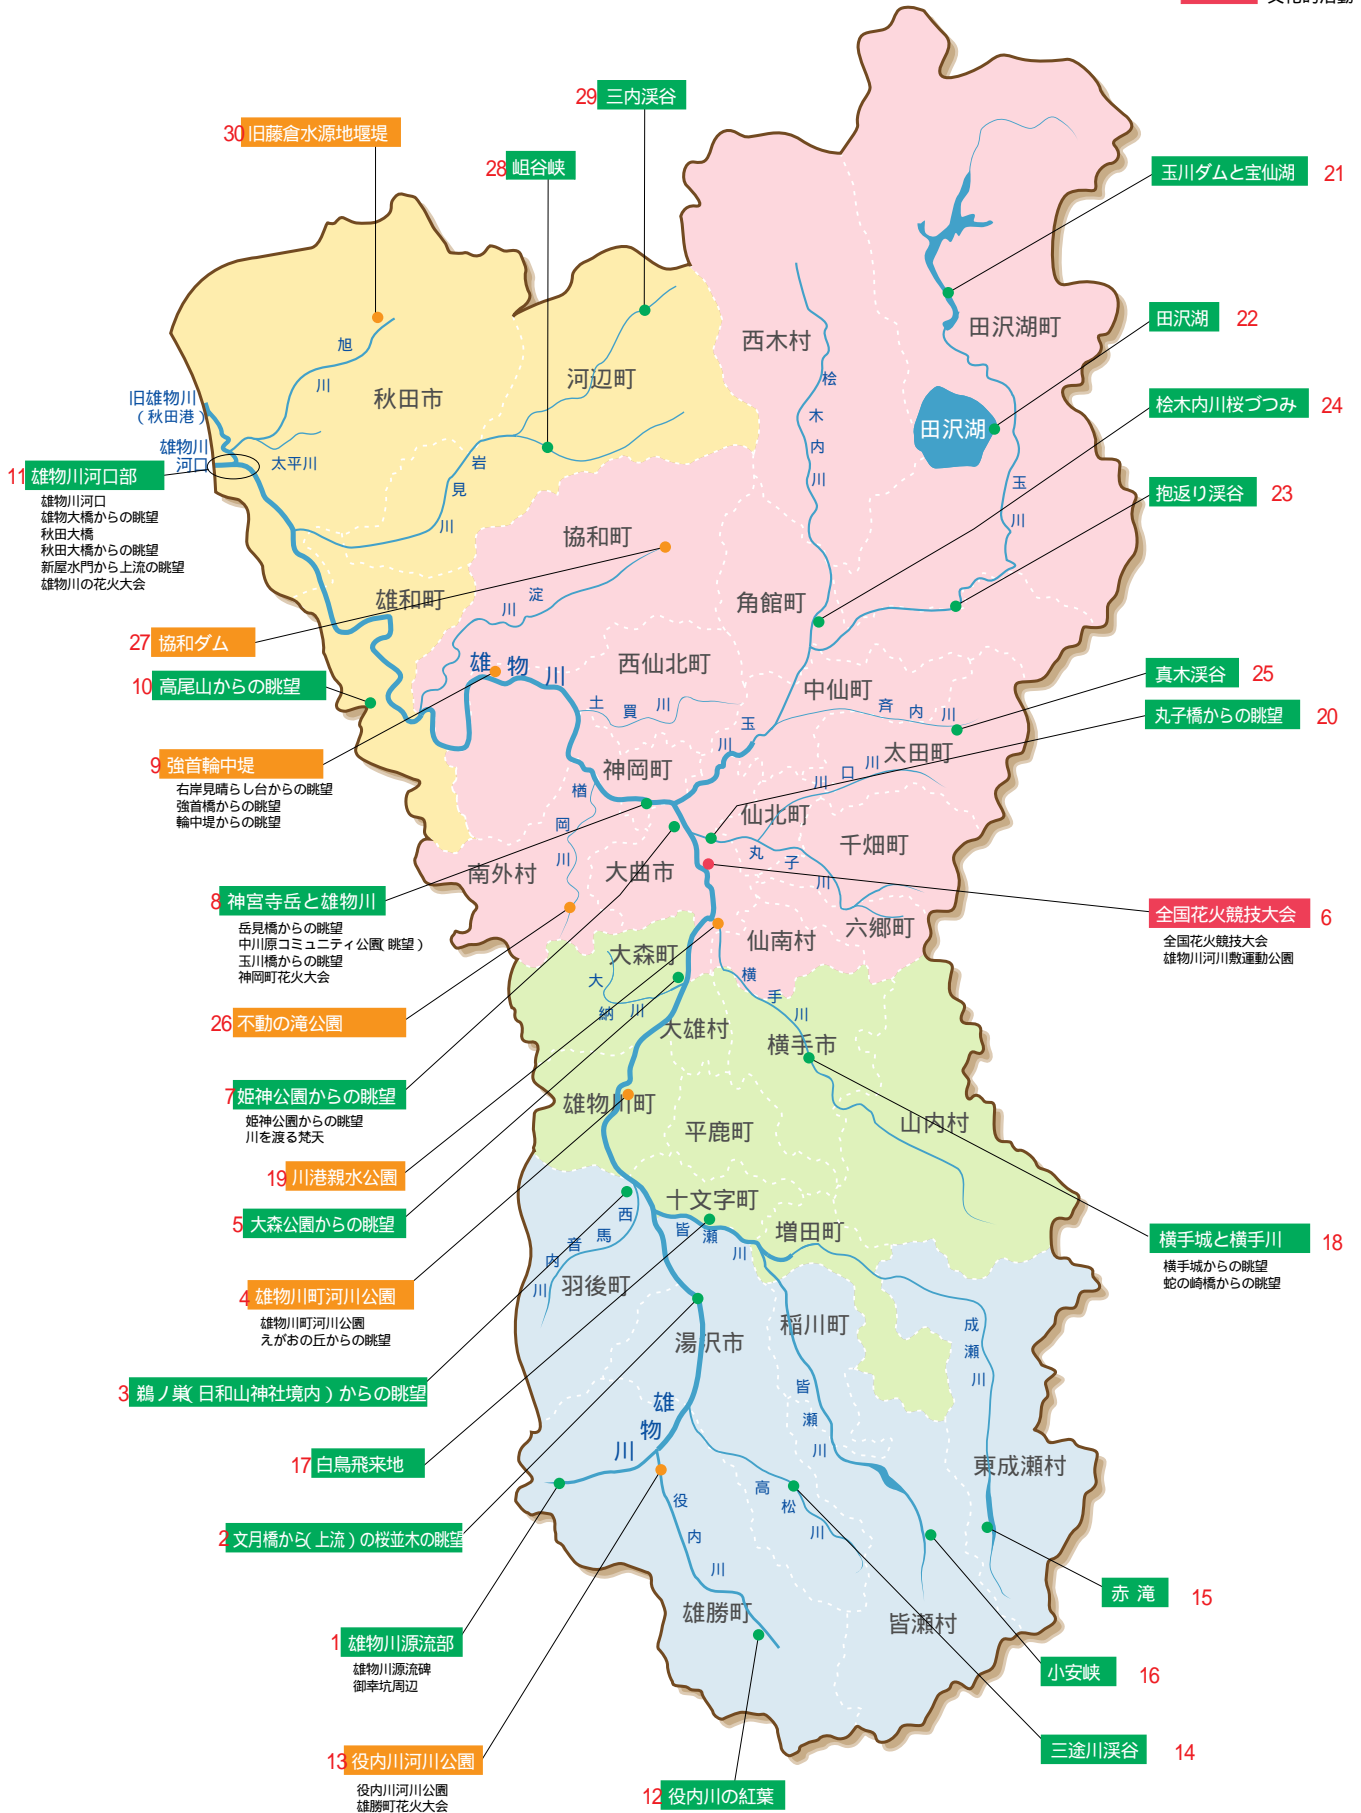 29 三内渓谷
30 旧藤倉水源地堰堤
28 岨谷峡
玉川ダムと宝仙湖 21
田沢湖 22
桧木内川桜づつみ 24
抱返り渓谷 23
真木渓谷 25
丸子橋からの眺望 20
全国花火競技大会 6
全国花火競技大会
雄物川河川敷運動公園
横手城と横手川 18
横手城からの眺望
蛇の崎橋からの眺望
赤 滝 15
小安峡 16
三途川渓谷 14
11 雄物川河口部
雄物川河口
雄物大橋からの眺望
秋田大橋
秋田大橋からの眺望
新屋水門から上流の眺望
雄物川の花火大会
27 協和ダム
10 高尾山からの眺望
9 強首輪中堤
右岸見晴らし台からの眺望
強首橋からの眺望
輪中堤からの眺望
8 神宮寺岳と雄物川
岳見橋からの眺望
中川原コミュニティ公園(眺望)
玉川橋からの眺望
神岡町花火大会
26 不動の滝公園
7 姫神公園からの眺望
姫神公園からの眺望
川を渡る梵天
19 川港親水公園
5 大森公園からの眺望
4 雄物川町河川公園
雄物川町河川公園
えがおの丘からの眺望
3 鵜ノ巣(日和山神社境内)からの眺望
17 白鳥飛来地
2 文月橋から(上流)の桜並木の眺望
1 雄物川源流部
雄物川源流碑
御幸坑周辺
13 役内川河川公園
役内川河川公園
雄勝町花火大会
12 役内川の紅葉
秋田市
河辺町
西木村
田沢湖町
田沢湖
協和町
雄和町
角館町
西仙北町
中仙町
太田町
神岡町
仙北町
千畑町
南外村
大曲市
六郷町
仙南村
大森町
大雄村
横手市
雄物川町
平鹿町
山内村
十文字町
増田町
羽後町
湯沢市
稲川町
東成瀬村
皆瀬村
雄勝町
旭川
旧雄物川
(秋田港)
雄物川
河口
太平川
岩見川
桧木内川
玉川
淀川
雄物川
土買川
斉内川
玉川
川口川
楢岡川
丸子川
横手川
大納川
西馬音内川
皆瀬川
成瀬川
皆瀬川
雄物川
役内川
高松川